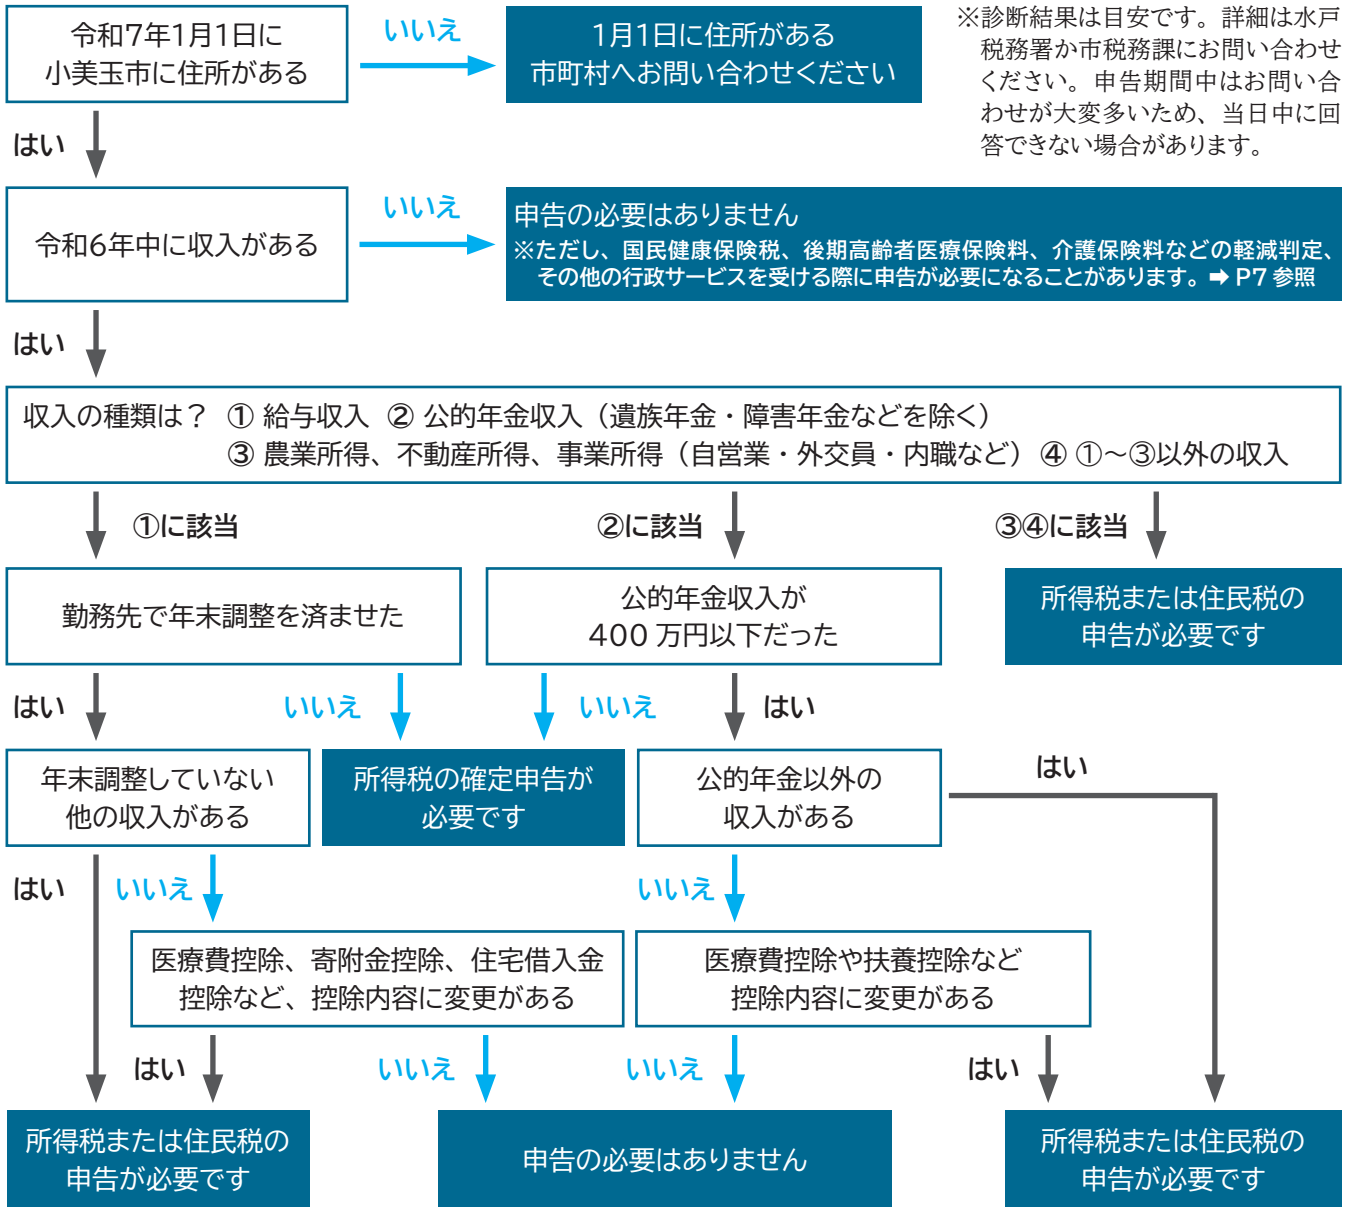 令和7年1月1日に
小美玉市に住所がある
いいえ
1月1日に住所がある
市町村へお問い合わせください
※診断結果は目安です。詳細は水戸
税務署か市税務課にお問い合わせ
ください。申告期間中はお問い合
わせが大変多いため、当日中に回
答できない場合があります。
はい
令和6年中に収入がある
いいえ
申告の必要はありません
※ただし、国民健康保険税、後期高齢者医療保険料、介護保険料などの軽減判定、
その他の行政サービスを受ける際に申告が必要になることがあります。➡ P7 参照
はい
収入の種類は？ ① 給与収入 ② 公的年金収入（遺族年金・障害年金などを除く）
③ 農業所得、不動産所得、事業所得（自営業・外交員・内職など） ④ ①～③以外の収入
①に該当
②に該当
③④に該当
勤務先で年末調整を済ませた
公的年金収入が
400 万円以下だった
所得税または住民税の
申告が必要です
はい
いいえ
いいえ
はい
年末調整していない
他の収入がある
所得税の確定申告が
必要です
公的年金以外の
収入がある
はい
はい
いいえ
いいえ
医療費控除、寄附金控除、住宅借入金
控除など、控除内容に変更がある
医療費控除や扶養控除など
控除内容に変更がある
はい
いいえ
いいえ
はい
所得税または住民税の
申告が必要です
申告の必要はありません
所得税または住民税の
申告が必要です